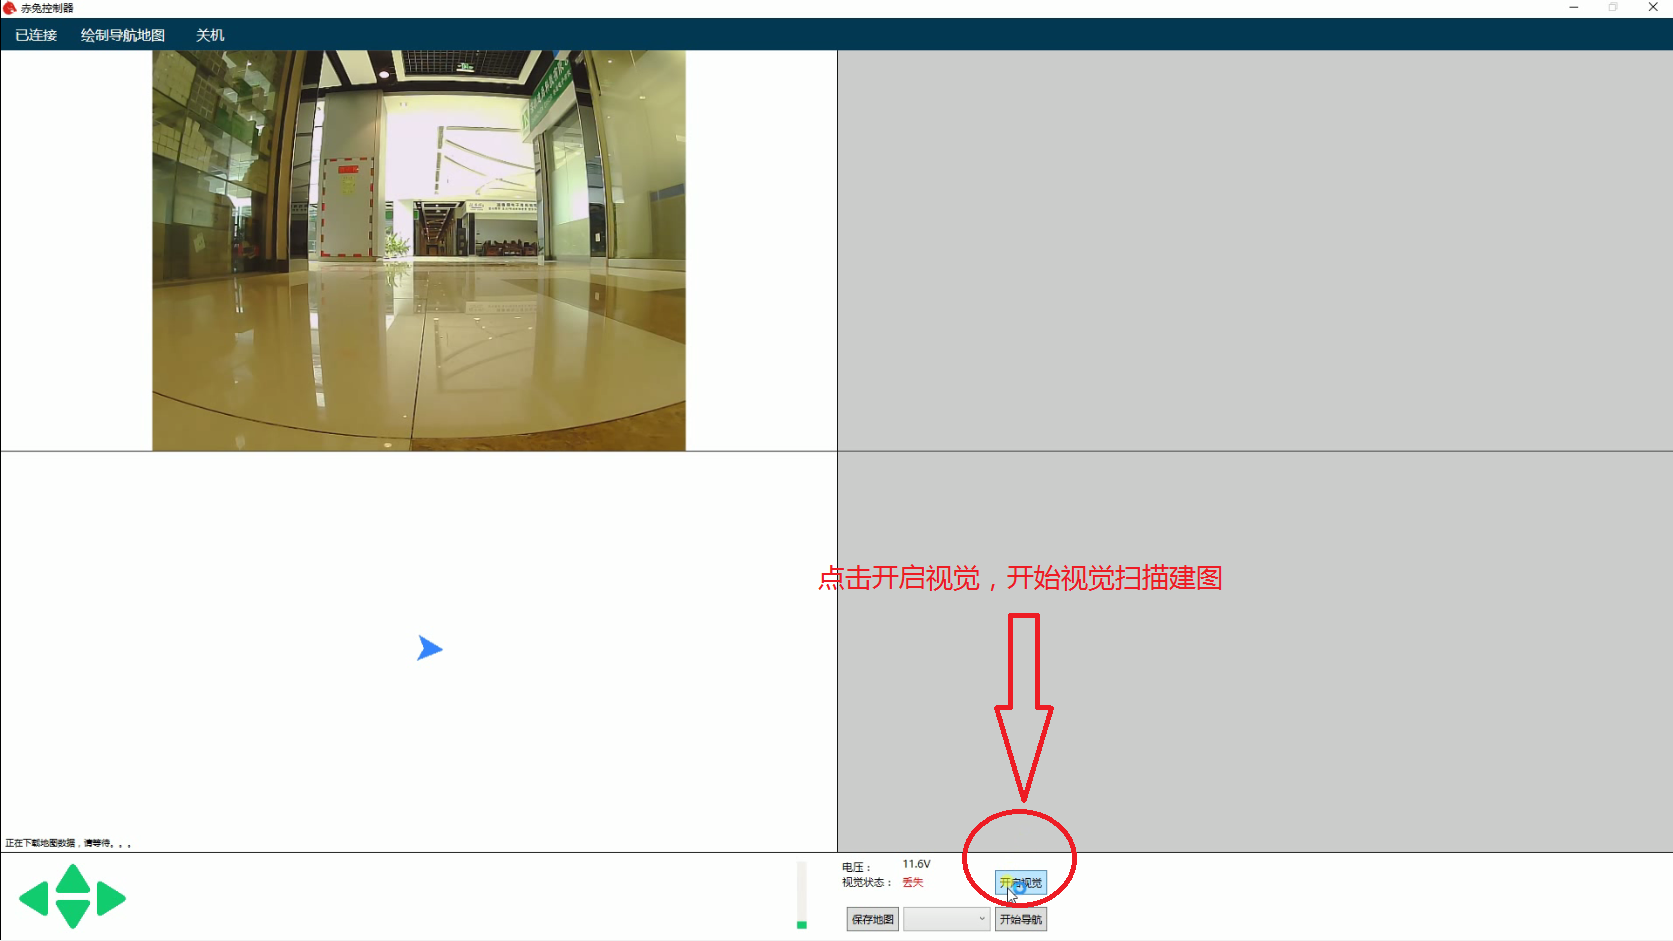 赤兔控制器
已连接 绘制导航地图 关机
点击开启视觉，开始视觉扫描建图
正在下载地图数据，请等待。。。
电压： 11.6V
视觉状态： 丢失 开启视觉
保存地图 开始导航